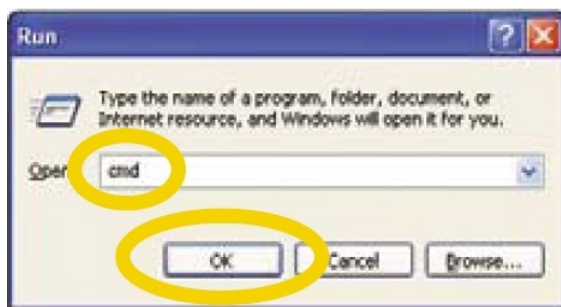 Run
Type the name of a program, folder, document, or
Internet resource, and Windows will open it for you.
Open
cmd
OK Cancel Browse...